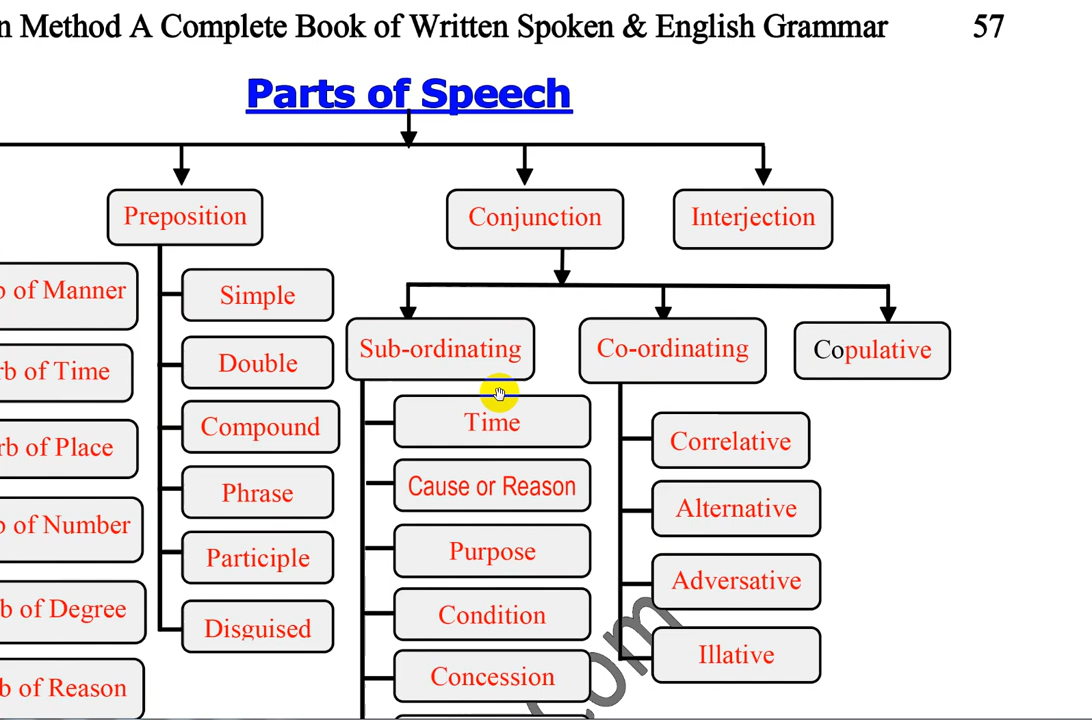 n Method A Complete Book of Written Spoken & English Grammar 57
Parts of Speech
Preposition
Conjunction
Interjection
b of Manner
rb of Time
rb of Place
b of Number
b of Degree
b of Reason
Simple
Double
Compound
Phrase
Participle
Disguised
Sub-ordinating
Co-ordinating
Copulative
Time
Cause or Reason
Purpose
Condition
Concession
Correlative
Alternative
Adversative
Illative
.com